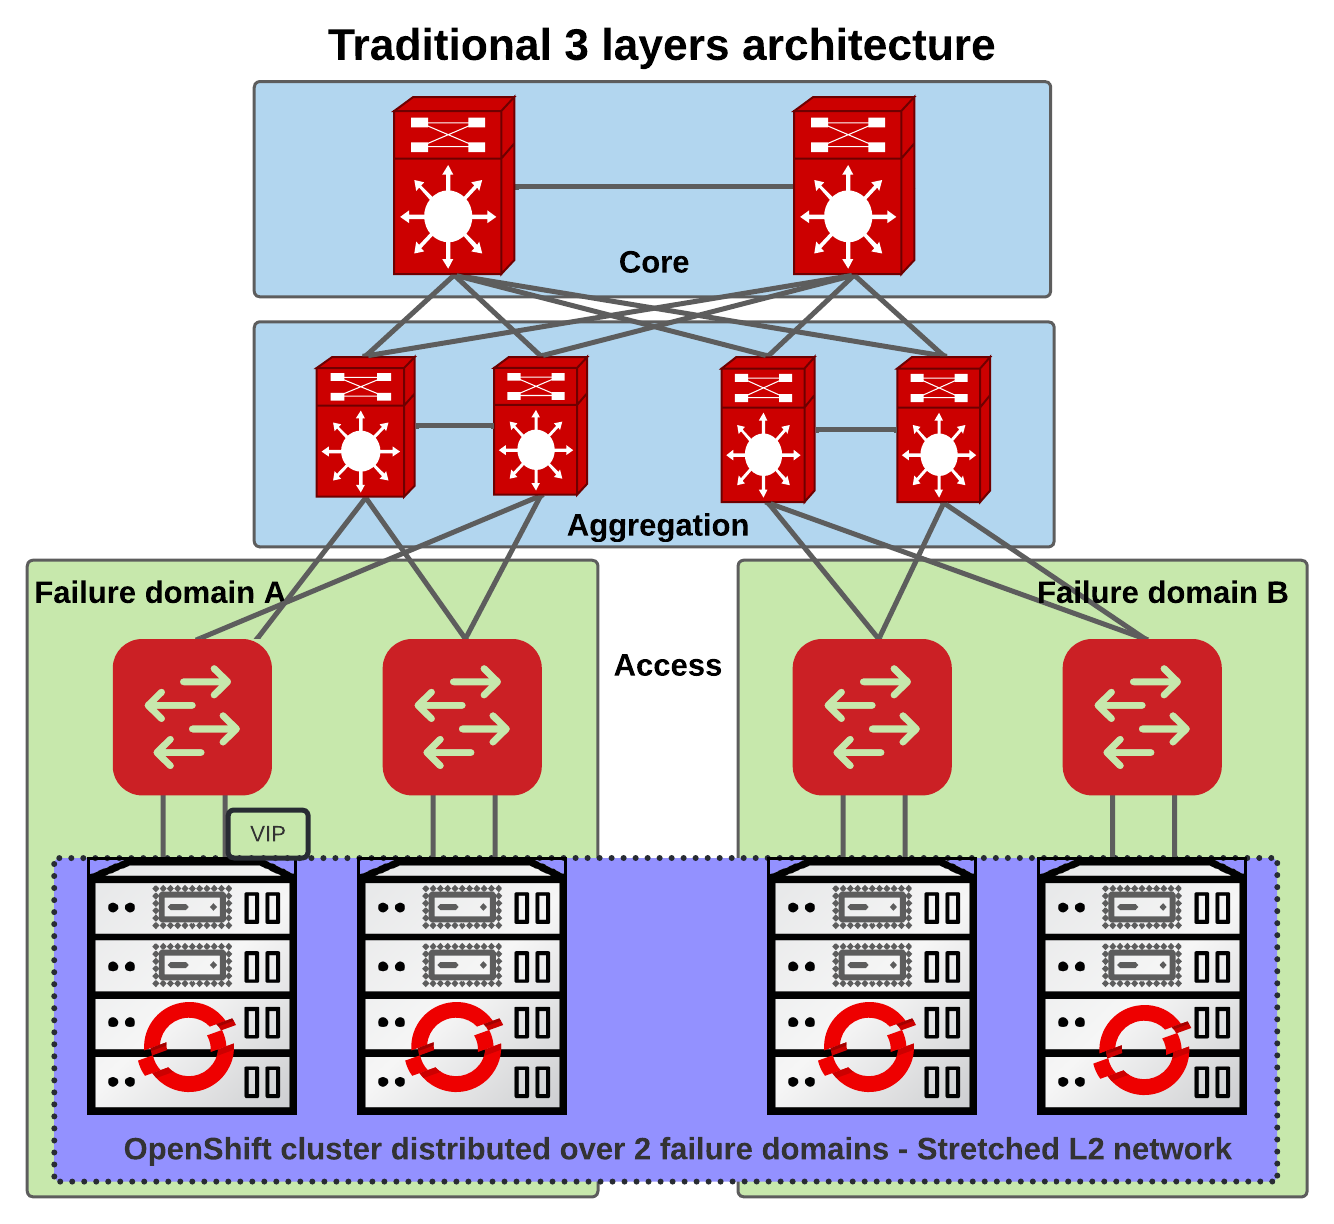 Traditional 3 layers architecture
Core
Aggregation
Failure domain A
Failure domain B
Access
VIP
OpenShift cluster distributed over 2 failure domains - Stretched L2 network